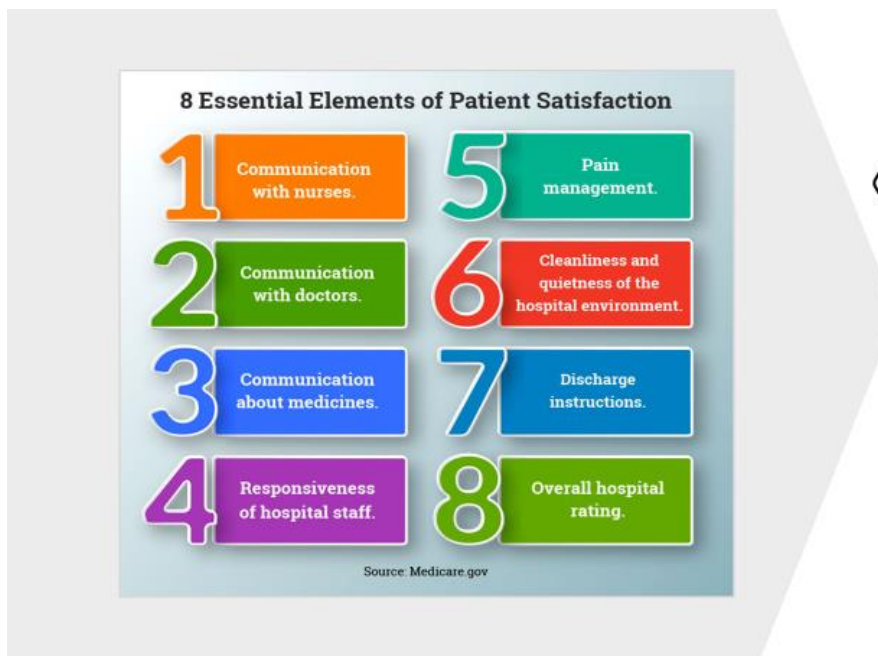 8 Essential Elements of Patient Satisfaction
1
Communication
with nurses.
2
Communication
with doctors.
3
Communication
about medicines.
4
Responsiveness
of hospital staff.
5
Pain
management.
6
Cleanliness and
quietness of the
hospital environment.
7
Discharge
instructions.
8
Overall hospital
rating.
Source: Medicare.gov